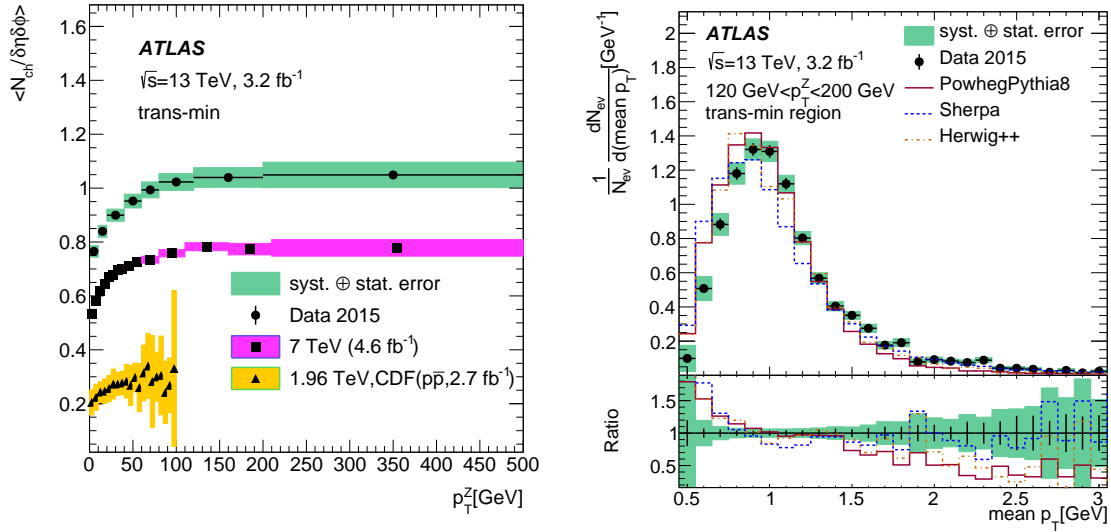 <N_ch/δηδϕ>
1.6
1.4
1.2
1
0.8
0.6
0.4
0.2
ATLAS
√s=13 TeV, 3.2 fb⁻¹
trans-min
syst. ⊕ stat. error
Data 2015
7 TeV (4.6 fb⁻¹)
1.96 TeV,CDF(pp̄,2.7 fb⁻¹)
0 50 100 150 200 250 300 350 400 450 500
p_T^Z[GeV]
1/N_ev dN_ev/d(mean p_T) [GeV⁻¹]
2
1.8
1.6
1.4
1.2
1
0.8
0.6
0.4
0.2
ATLAS
√s=13 TeV, 3.2 fb⁻¹
120 GeV<p_T^Z<200 GeV
trans-min region
syst. ⊕ stat. error
Data 2015
PowhegPythia8
Sherpa
Herwig++
Ratio
1.5
1
0.5
0.5 1 1.5 2 2.5 3
mean p_T[GeV]